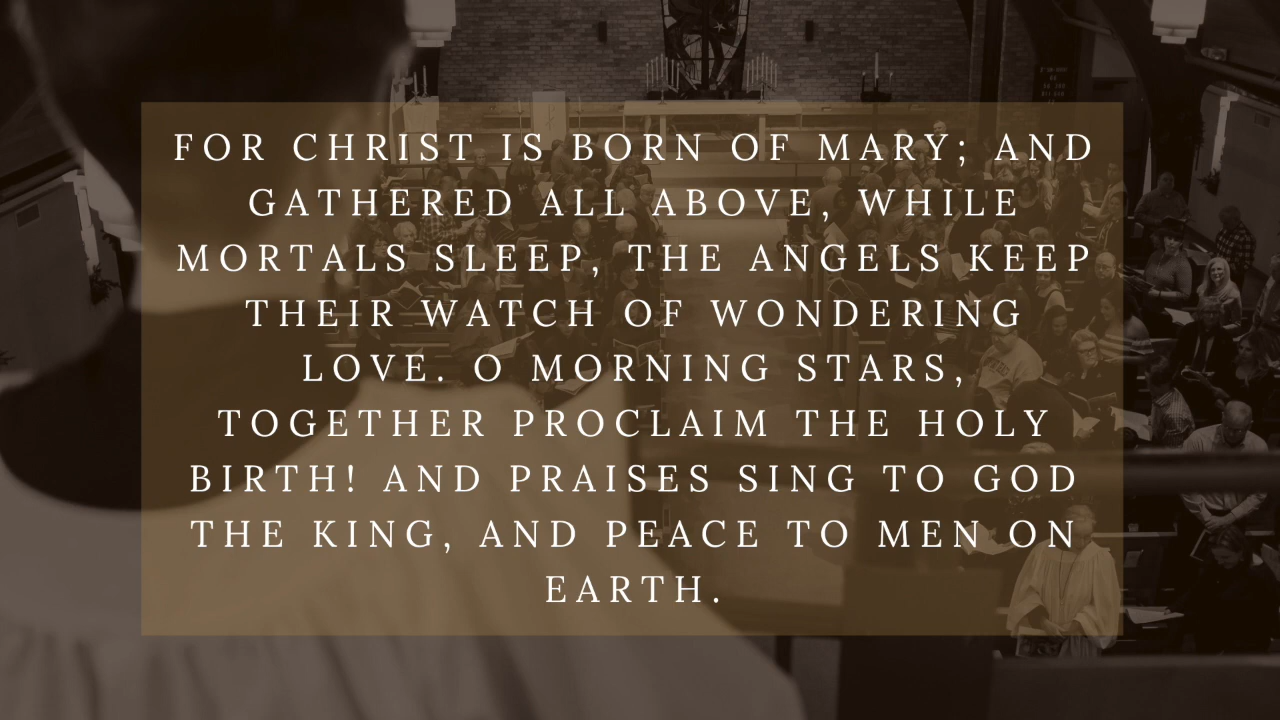 FOR CHRIST IS BORN OF MARY; AND
GATHERED ALL ABOVE, WHILE
MORTALS SLEEP, THE ANGELS KEEP
THEIR WATCH OF WONDERING
LOVE. O MORNING STARS,
TOGETHER PROCLAIM THE HOLY
BIRTH! AND PRAISES SING TO GOD
THE KING, AND PEACE TO MEN ON
EARTH.